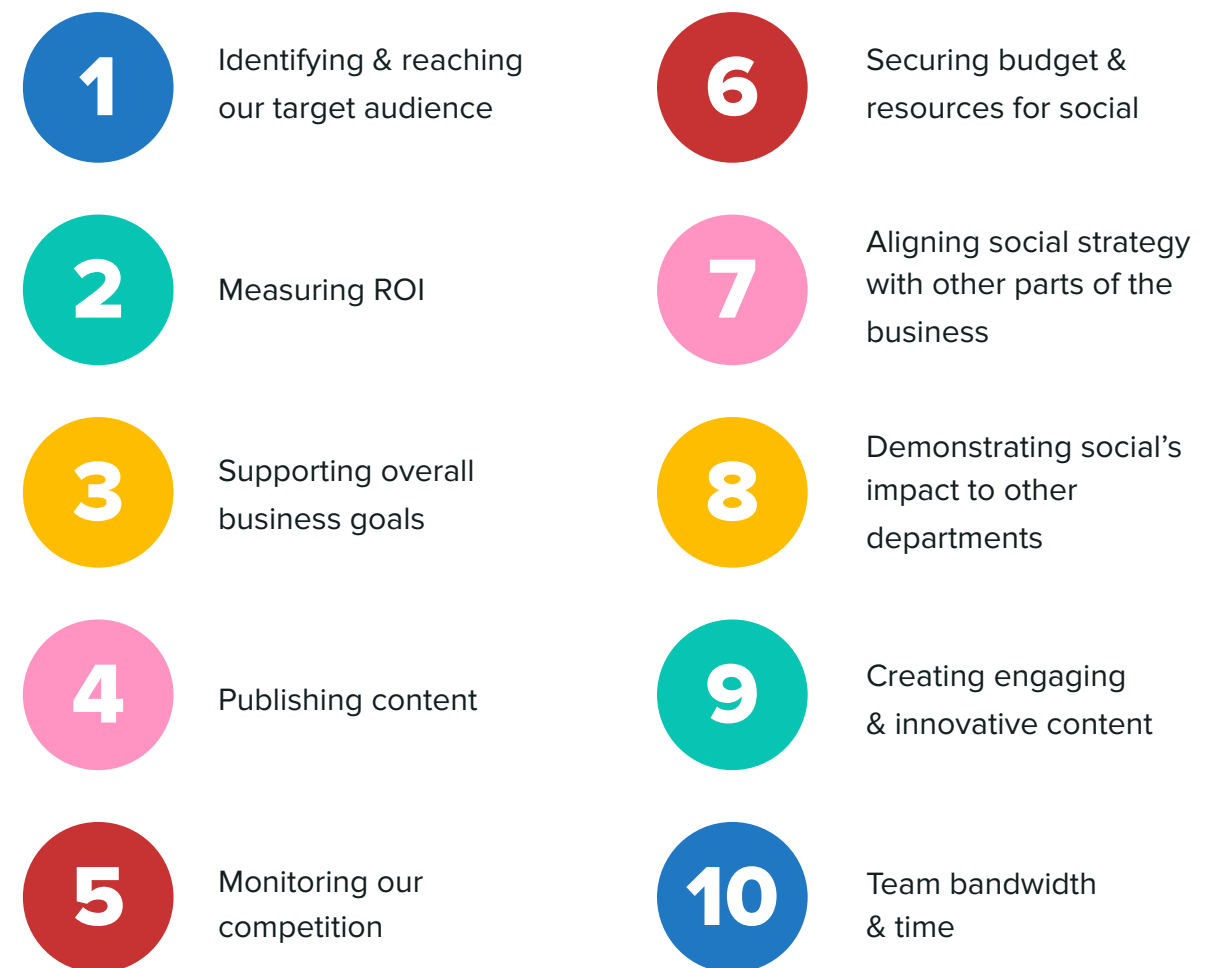 1
Identifying & reaching
our target audience
2
Measuring ROI
3
Supporting overall
business goals
4
Publishing content
5
Monitoring our
competition
6
Securing budget &
resources for social
7
Aligning social strategy
with other parts of the
business
8
Demonstrating social’s
impact to other
departments
9
Creating engaging
& innovative content
10
Team bandwidth
& time